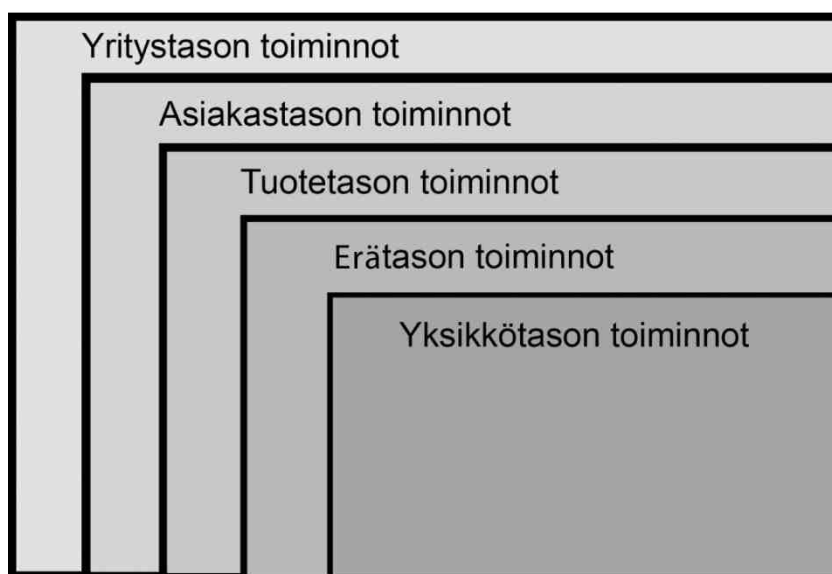 Yritystason toiminnot
Asiakastason toiminnot
Tuotetason toiminnot
Erätason toiminnot
Yksikkötason toiminnot